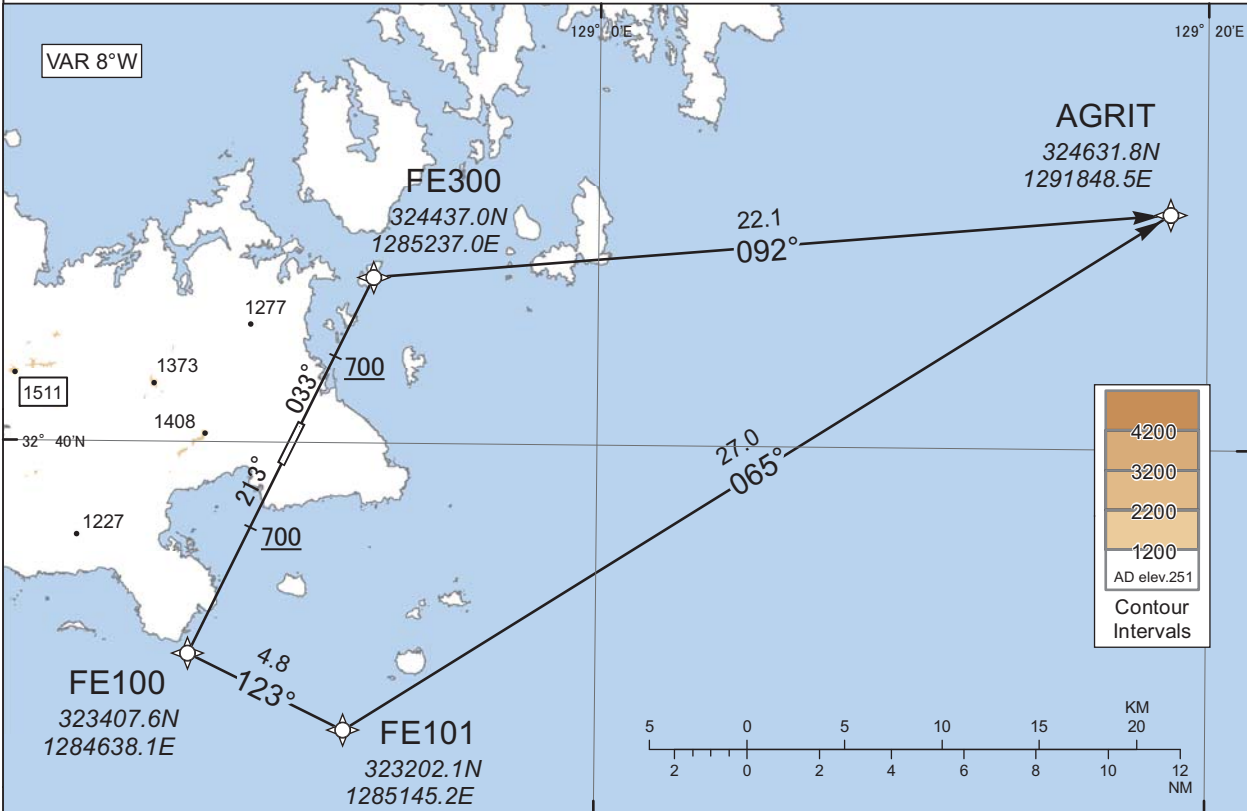 129° 0'E
129° 20'E
VAR 8°W
AGRIT
324631.8N
1291848.5E
FE300
324437.0N
1285237.0E
22.1
092°
1277
1373
700
1511
033°
1408
32° 40'N
213°
27.0
065°
4200
3200
2200
1200
AD elev.251
Contour
Intervals
1227
700
4.8
123°
FE100
323407.6N
1284638.1E
FE101
323202.1N
1285145.2E
KM
5 0 5 10 15 20
2 0 2 4 6 8 10 12
NM